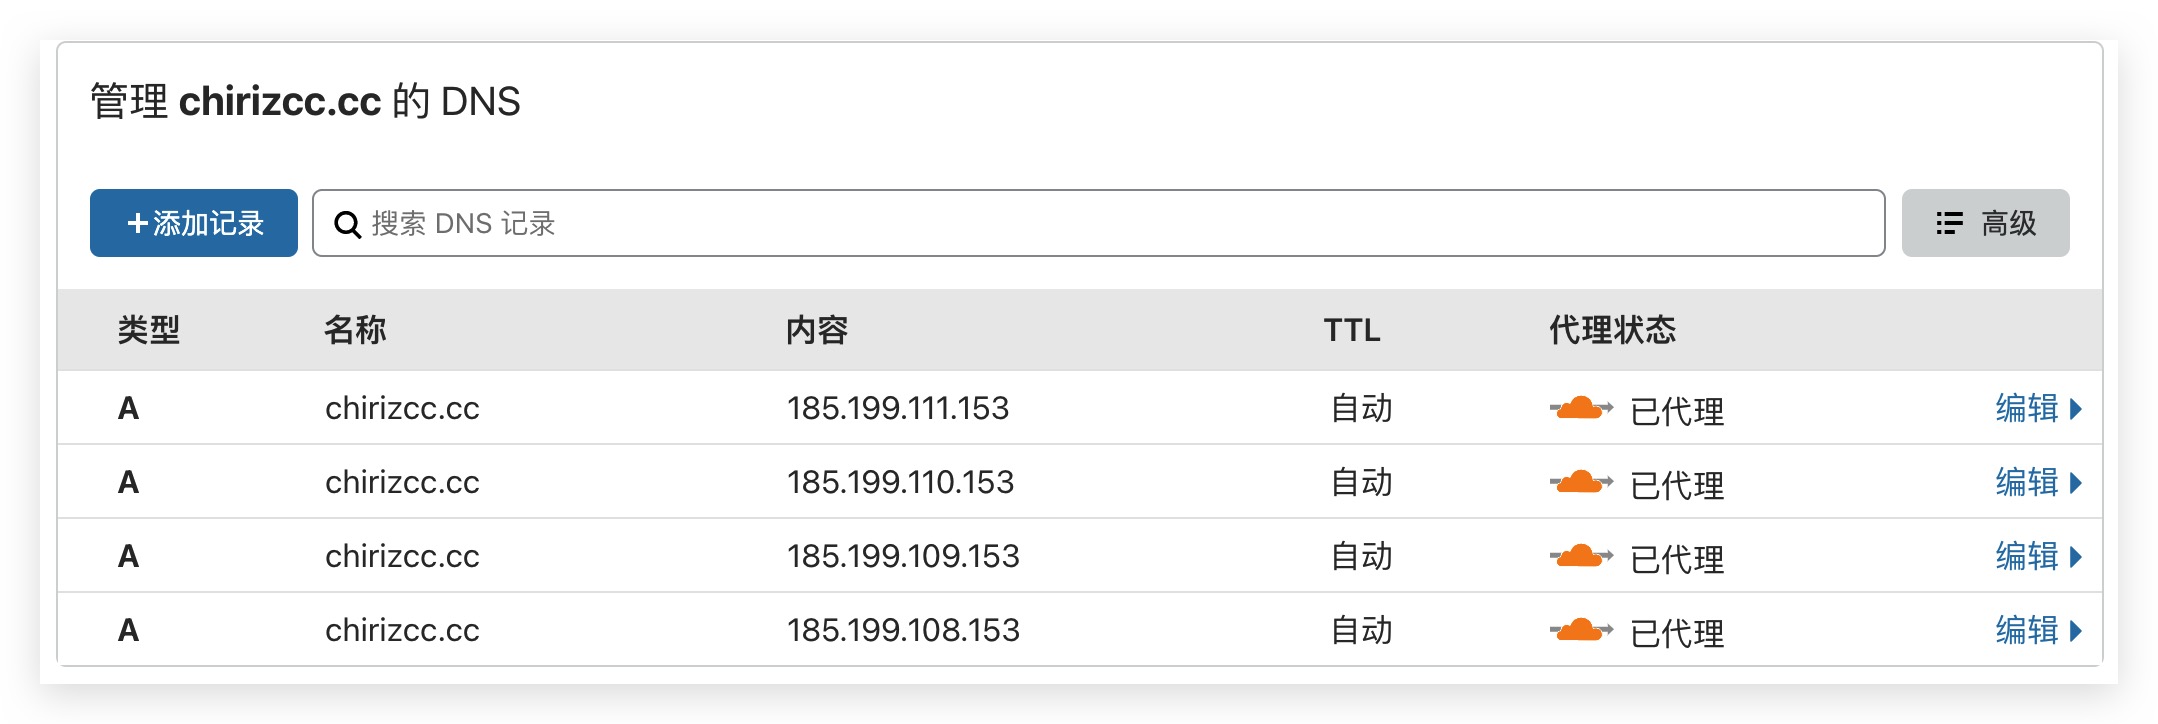 管理 chirizcc.cc 的 DNS
+添加记录 搜索 DNS 记录 高级
类型 名称 内容 TTL 代理状态
A chirizcc.cc 185.199.111.153 自动 已代理 编辑
A chirizcc.cc 185.199.110.153 自动 已代理 编辑
A chirizcc.cc 185.199.109.153 自动 已代理 编辑
A chirizcc.cc 185.199.108.153 自动 已代理 编辑